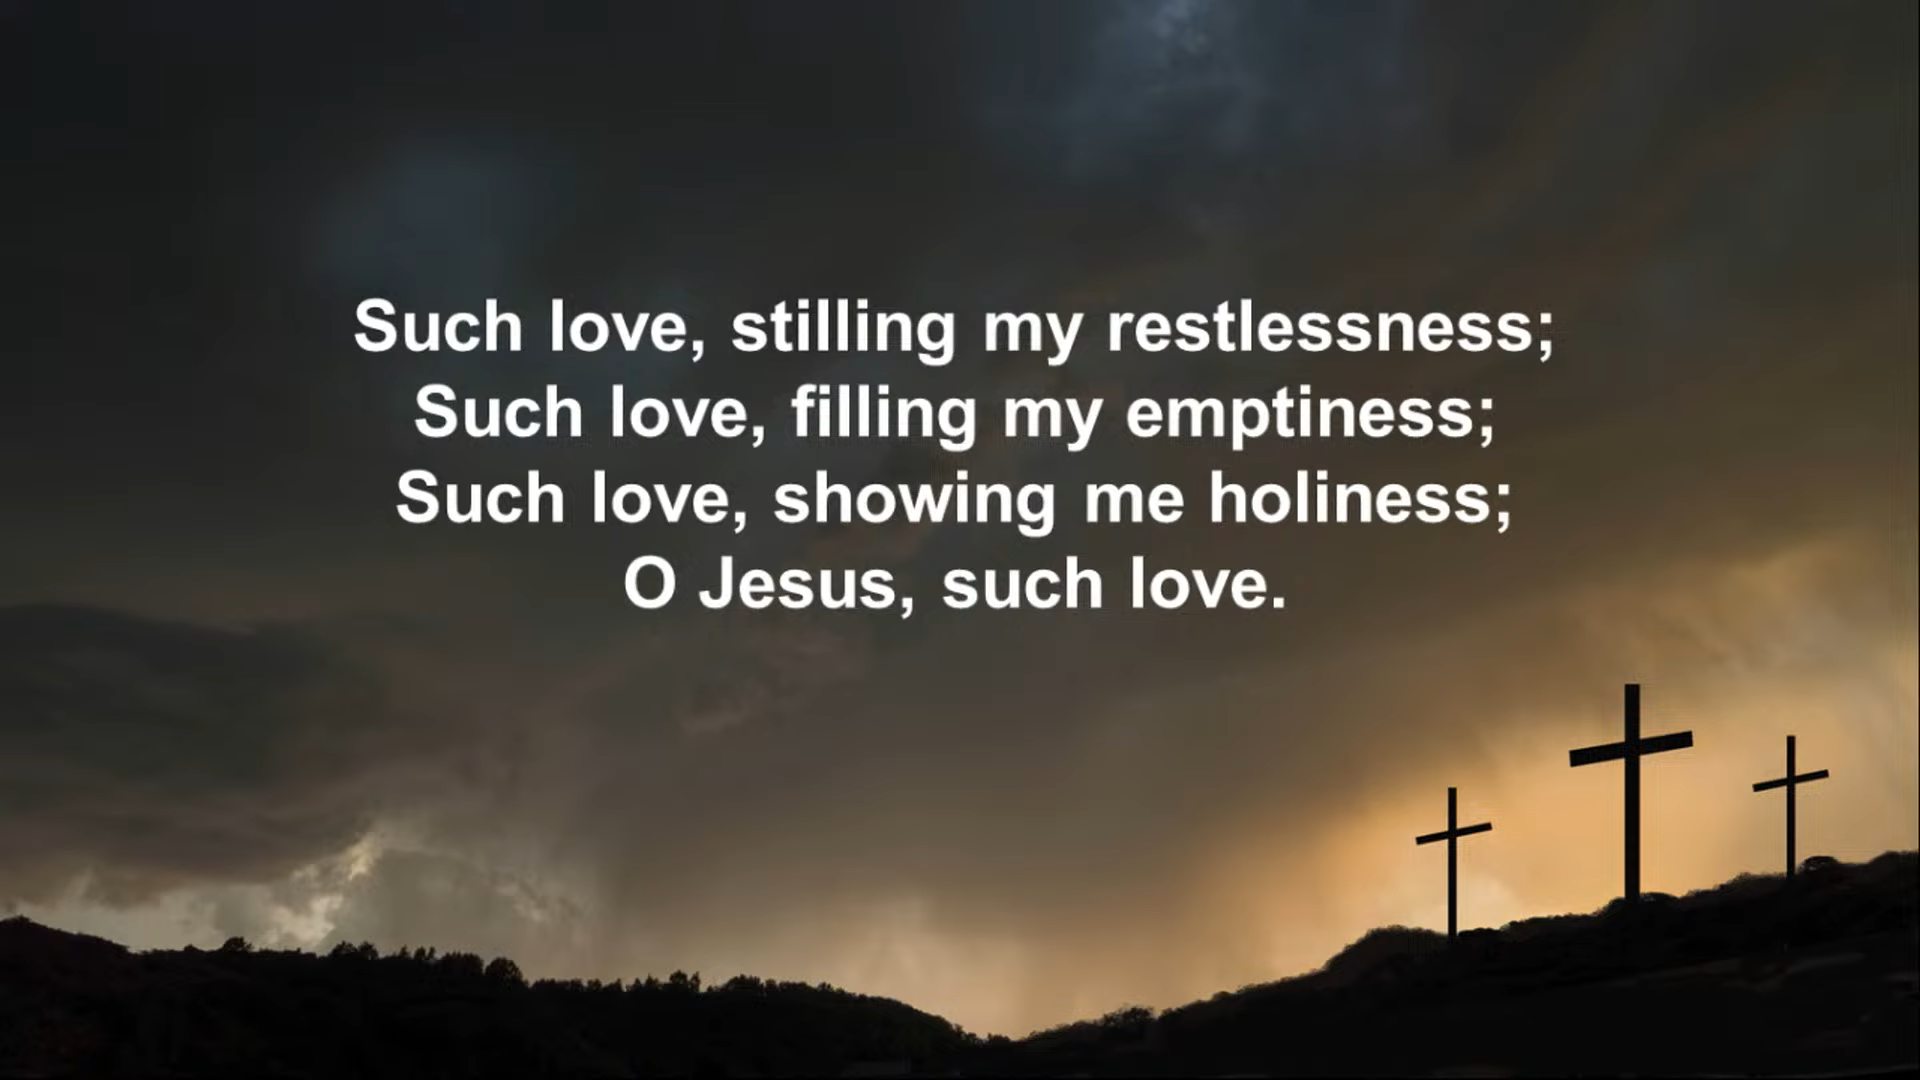 Such love, stilling my restlessness;
Such love, filling my emptiness;
Such love, showing me holiness;
O Jesus, such love.